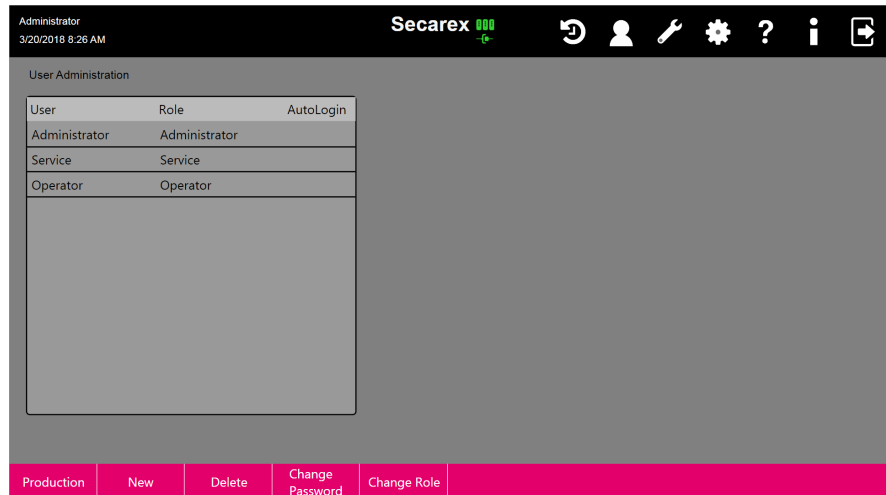 Administrator
3/20/2018 8:26 AM
Secarex
?
i
User Administration
User Role AutoLogin
Administrator Administrator
Service Service
Operator Operator
Production New Delete Change Password Change Role